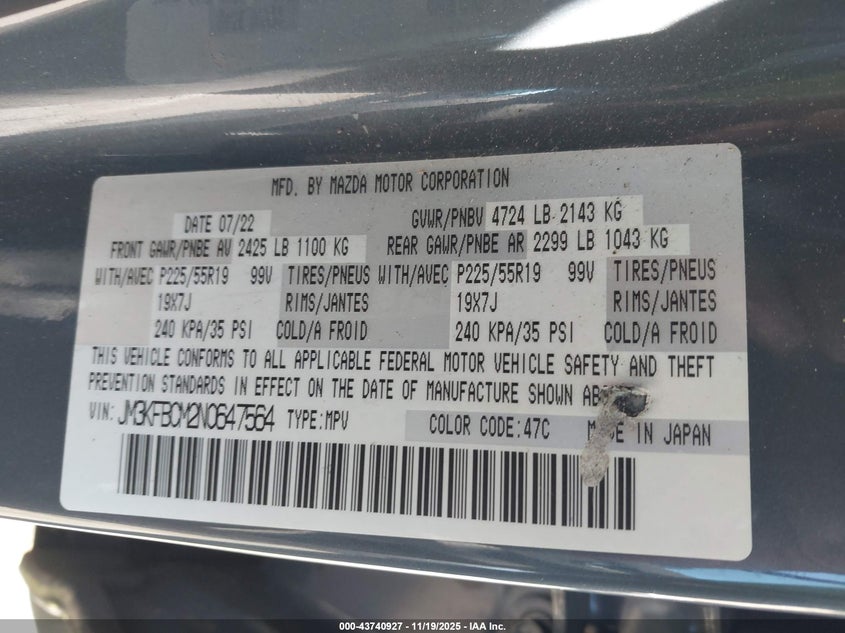 MFD. BY MAZDA MOTOR CORPORATION
DATE 07/22 GVWR/PNBV 4724 LB 2143 KG
FRONT GAWR/PNBE AV 2425 LB 1100 KG REAR GAWR/PNBE AR 2299 LB 1043 KG
WITH/AVEC P225/55R19 99V TIRES/PNEUS WITH/AVEC P225/55R19 99V TIRES/PNEUS
19X7J RIMS/JANTES 19X7J RIMS/JANTES
240 KPA/35 PSI COLD/A FROID 240 KPA/35 PSI COLD/A FROID
THIS VEHICLE CONFORMS TO ALL APPLICABLE FEDERAL MOTOR VEHICLE SAFETY AND THEFT
PREVENTION STANDARDS IN EFFECT ON THE DATE OF MANUFACTURE SHOWN
VIN: JM3KFBCM2N0647564 TYPE:MPV COLOR CODE:47C MADE IN JAPAN
000-43740927 - 11/19/2025 - IAA Inc.